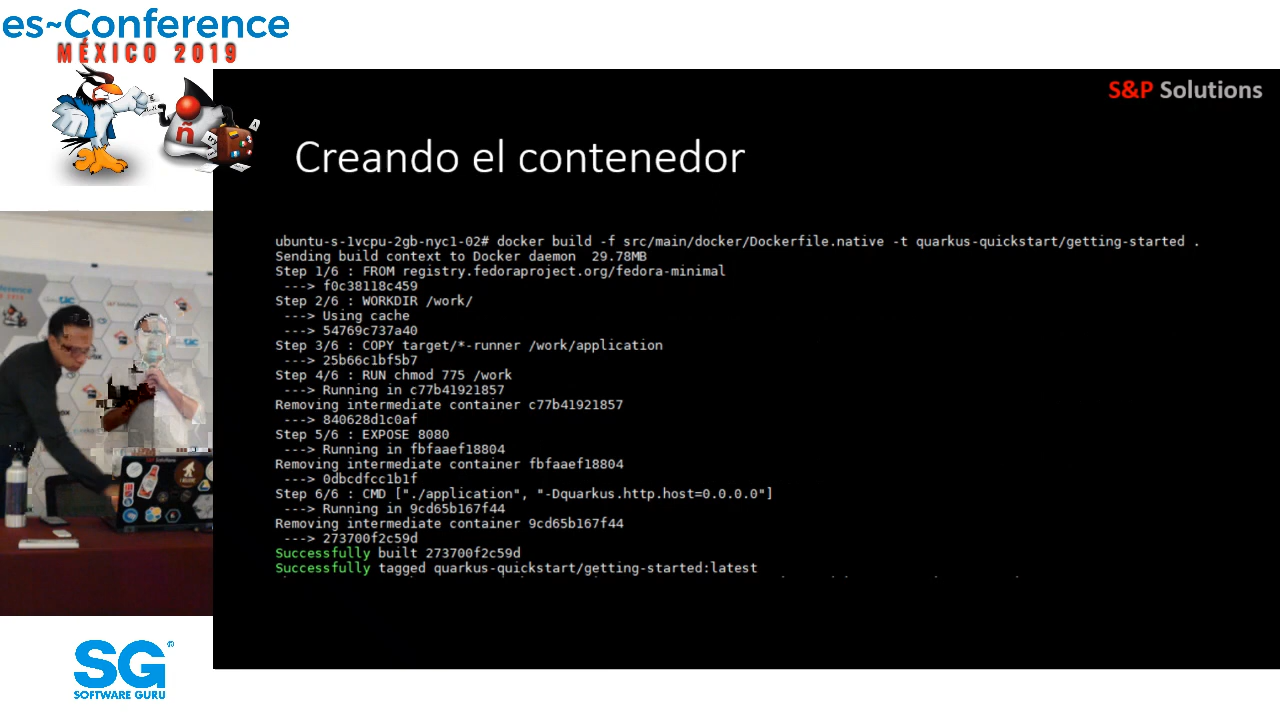 es~Conference
MÉXICO 2019
ñ
S&P Solutions
Creando el contenedor
ubuntu-s-1vcpu-2gb-nyc1-02# docker build -f src/main/docker/Dockerfile.native -t quarkus-quickstart/getting-started .
Sending build context to Docker daemon  29.78MB
Step 1/6 : FROM registry.fedoraproject.org/fedora-minimal
 ---> f0c38118c459
Step 2/6 : WORKDIR /work/
 ---> Using cache
 ---> 54769c737a40
Step 3/6 : COPY target/*-runner /work/application
 ---> 25b66c1bf5b7
Step 4/6 : RUN chmod 775 /work
 ---> Running in c77b41921857
Removing intermediate container c77b41921857
 ---> 840628d1c0af
Step 5/6 : EXPOSE 8080
 ---> Running in fbfaaef18804
Removing intermediate container fbfaaef18804
 ---> 0dbcdfcc1b1f
Step 6/6 : CMD ["./application", "-Dquarkus.http.host=0.0.0.0"]
 ---> Running in 9cd65b167f44
Removing intermediate container 9cd65b167f44
 ---> 273700f2c59d
Successfully built 273700f2c59d
Successfully tagged quarkus-quickstart/getting-started:latest
SG®
SOFTWARE GURU